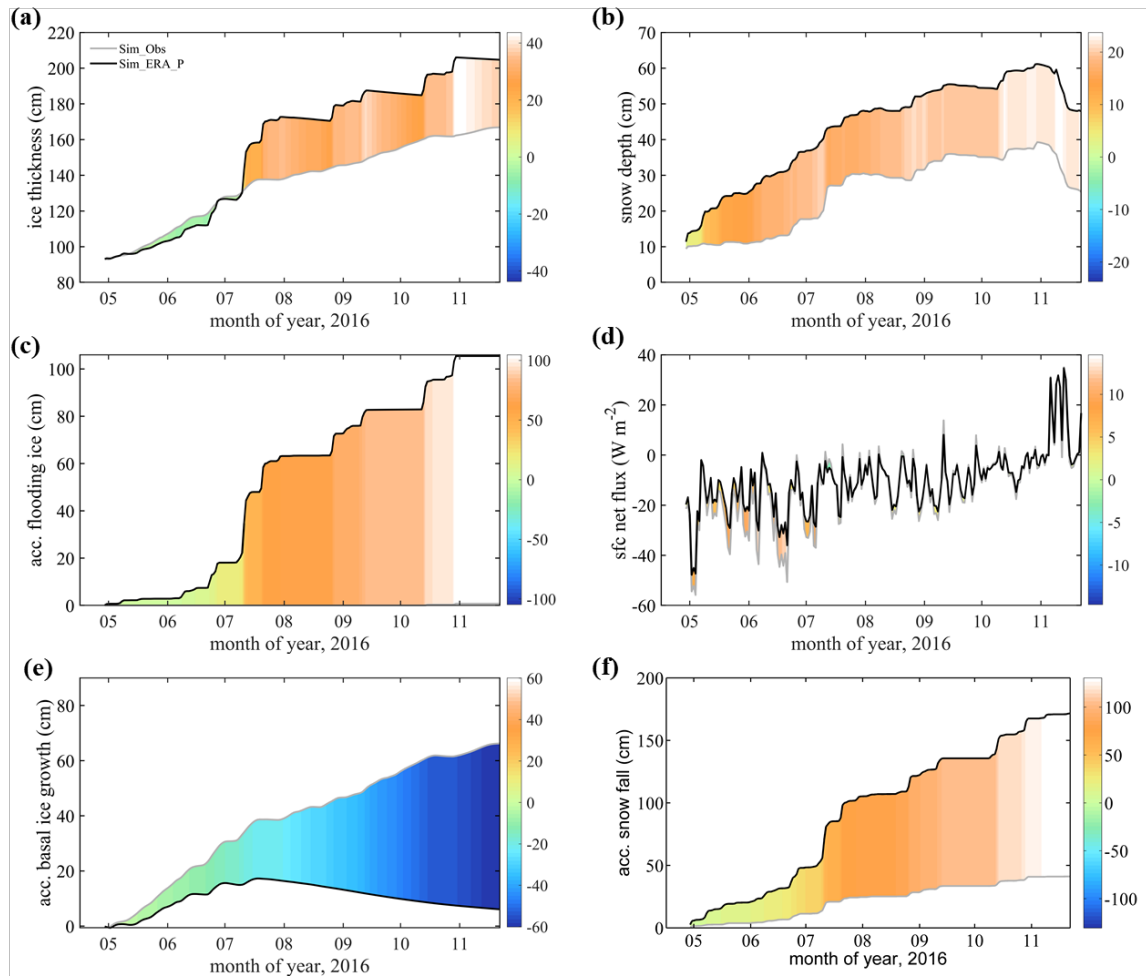 (a)
220
200
180
160
140
120
100
80
ice thickness (cm)
Sim_Obs
Sim_ERA_P
05 06 07 08 09 10 11
month of year, 2016
40
20
0
-20
-40
(b)
70
60
50
40
30
20
10
0
snow depth (cm)
05 06 07 08 09 10 11
month of year, 2016
20
10
0
-10
-20
(c)
100
80
60
40
20
0
acc. flooding ice (cm)
05 06 07 08 09 10 11
month of year, 2016
100
50
0
-50
-100
(d)
40
20
0
-20
-40
-60
sfc net flux (W m-2)
05 06 07 08 09 10 11
month of year, 2016
10
5
0
-5
-10
(e)
80
60
40
20
0
acc. basal ice growth (cm)
05 06 07 08 09 10 11
month of year, 2016
60
40
20
0
-20
-40
-60
(f)
200
150
100
50
0
acc. snow fall (cm)
05 06 07 08 09 10 11
month of year, 2016
100
50
0
-50
-100